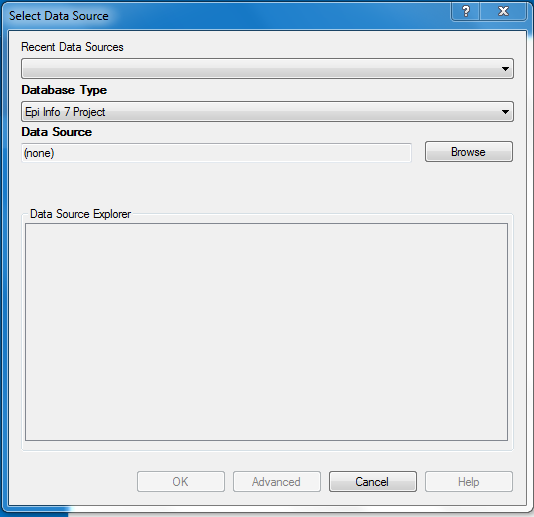 Select Data Source
?
X
Recent Data Sources
Database Type
Epi Info 7 Project
Data Source
(none)
Browse
Data Source Explorer
OK
Advanced
Cancel
Help